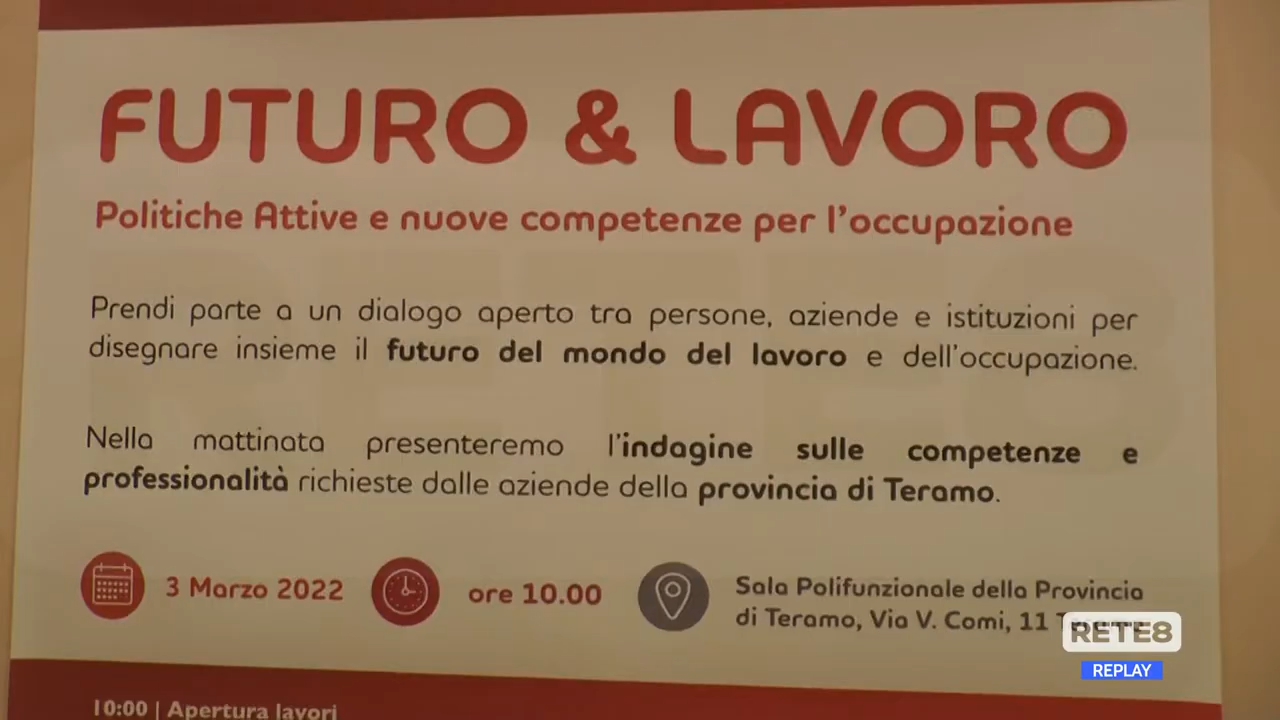 FUTURO & LAVORO
Politiche Attive e nuove competenze per l'occupazione
Prendi parte a un dialogo aperto tra persone, aziende e istituzioni per
disegnare insieme il futuro del mondo del lavoro e dell'occupazione.
Nella mattinata presenteremo l'indagine sulle competenze e
professionalità richieste dalle aziende della provincia di Teramo.
3 Marzo 2022
ore 10.00
Sala Polifunzionale della Provincia
di Teramo, Via V. Comi, 11
RETE8
REPLAY
10:00 | Apertura lavori